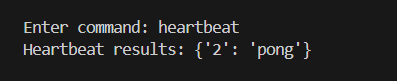 Enter command: heartbeat
Heartbeat results: {'2': 'pong'}